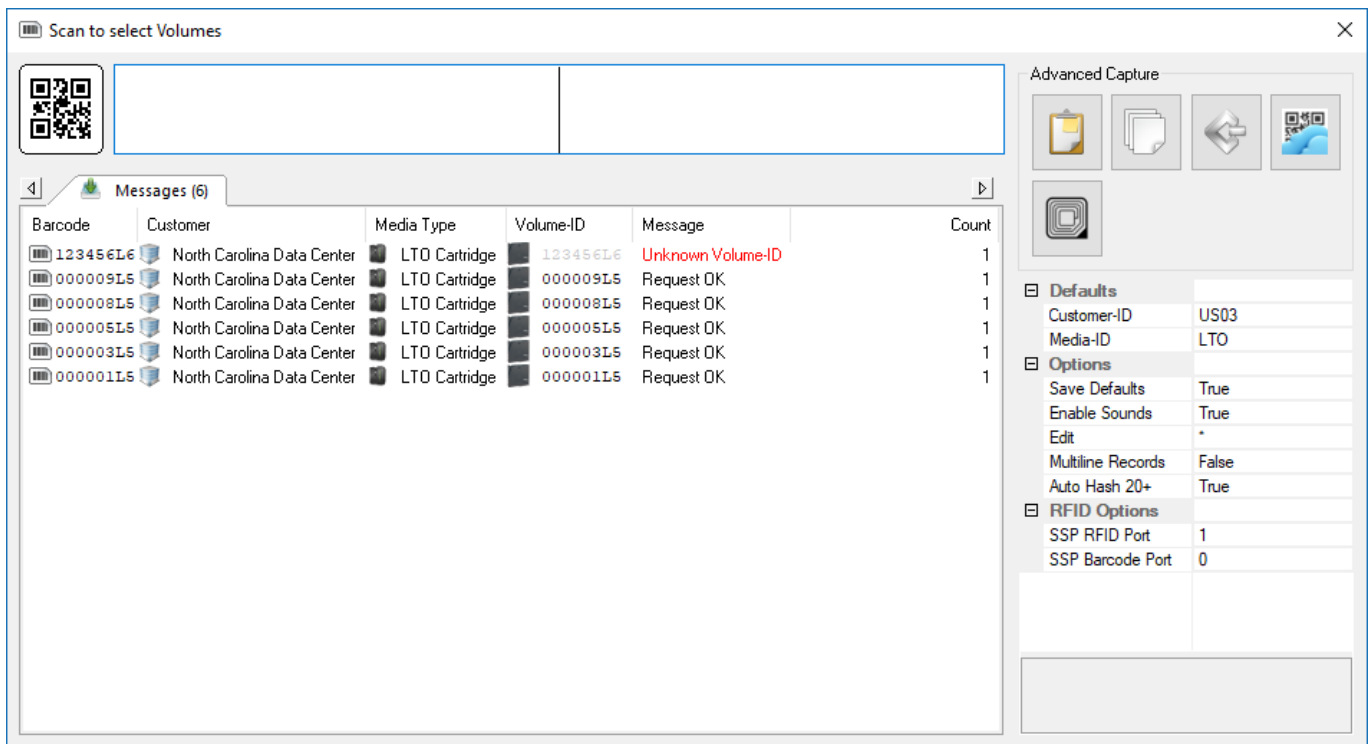 Scan to select Volumes
Advanced Capture
Messages (6)
Barcode Customer Media Type Volume-ID Message Count
123456L6 North Carolina Data Center LTO Cartridge 123456L6 Unknown Volume-ID 1
000009L5 North Carolina Data Center LTO Cartridge 000009L5 Request OK 1
000008L5 North Carolina Data Center LTO Cartridge 000008L5 Request OK 1
000005L5 North Carolina Data Center LTO Cartridge 000005L5 Request OK 1
000003L5 North Carolina Data Center LTO Cartridge 000003L5 Request OK 1
000001L5 North Carolina Data Center LTO Cartridge 000001L5 Request OK 1
Defaults
Customer-ID US03
Media-ID LTO
Options
Save Defaults True
Enable Sounds True
Edit *
Multiline Records False
Auto Hash 20+ True
RFID Options
SSP RFID Port 1
SSP Barcode Port 0